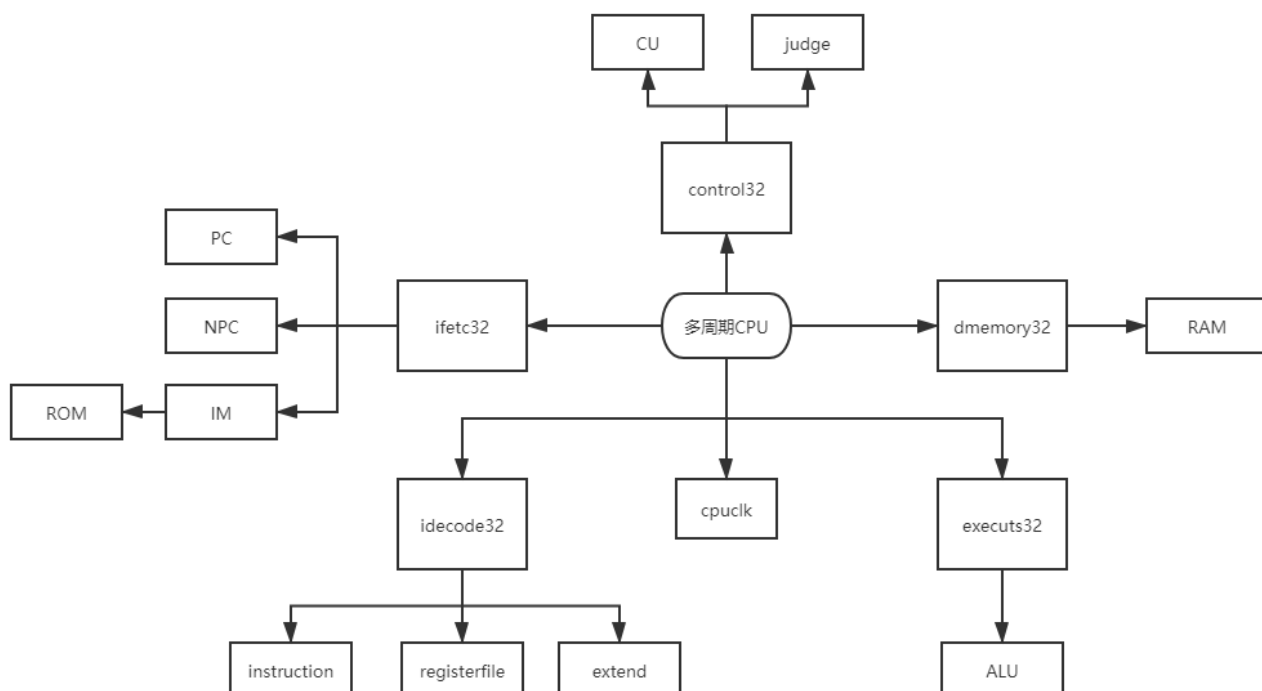 CU
judge
control32
PC
NPC
ifetc32
多周期CPU
dmemory32
RAM
ROM
IM
idecode32
cpuclk
executs32
instruction
registerfile
extend
ALU